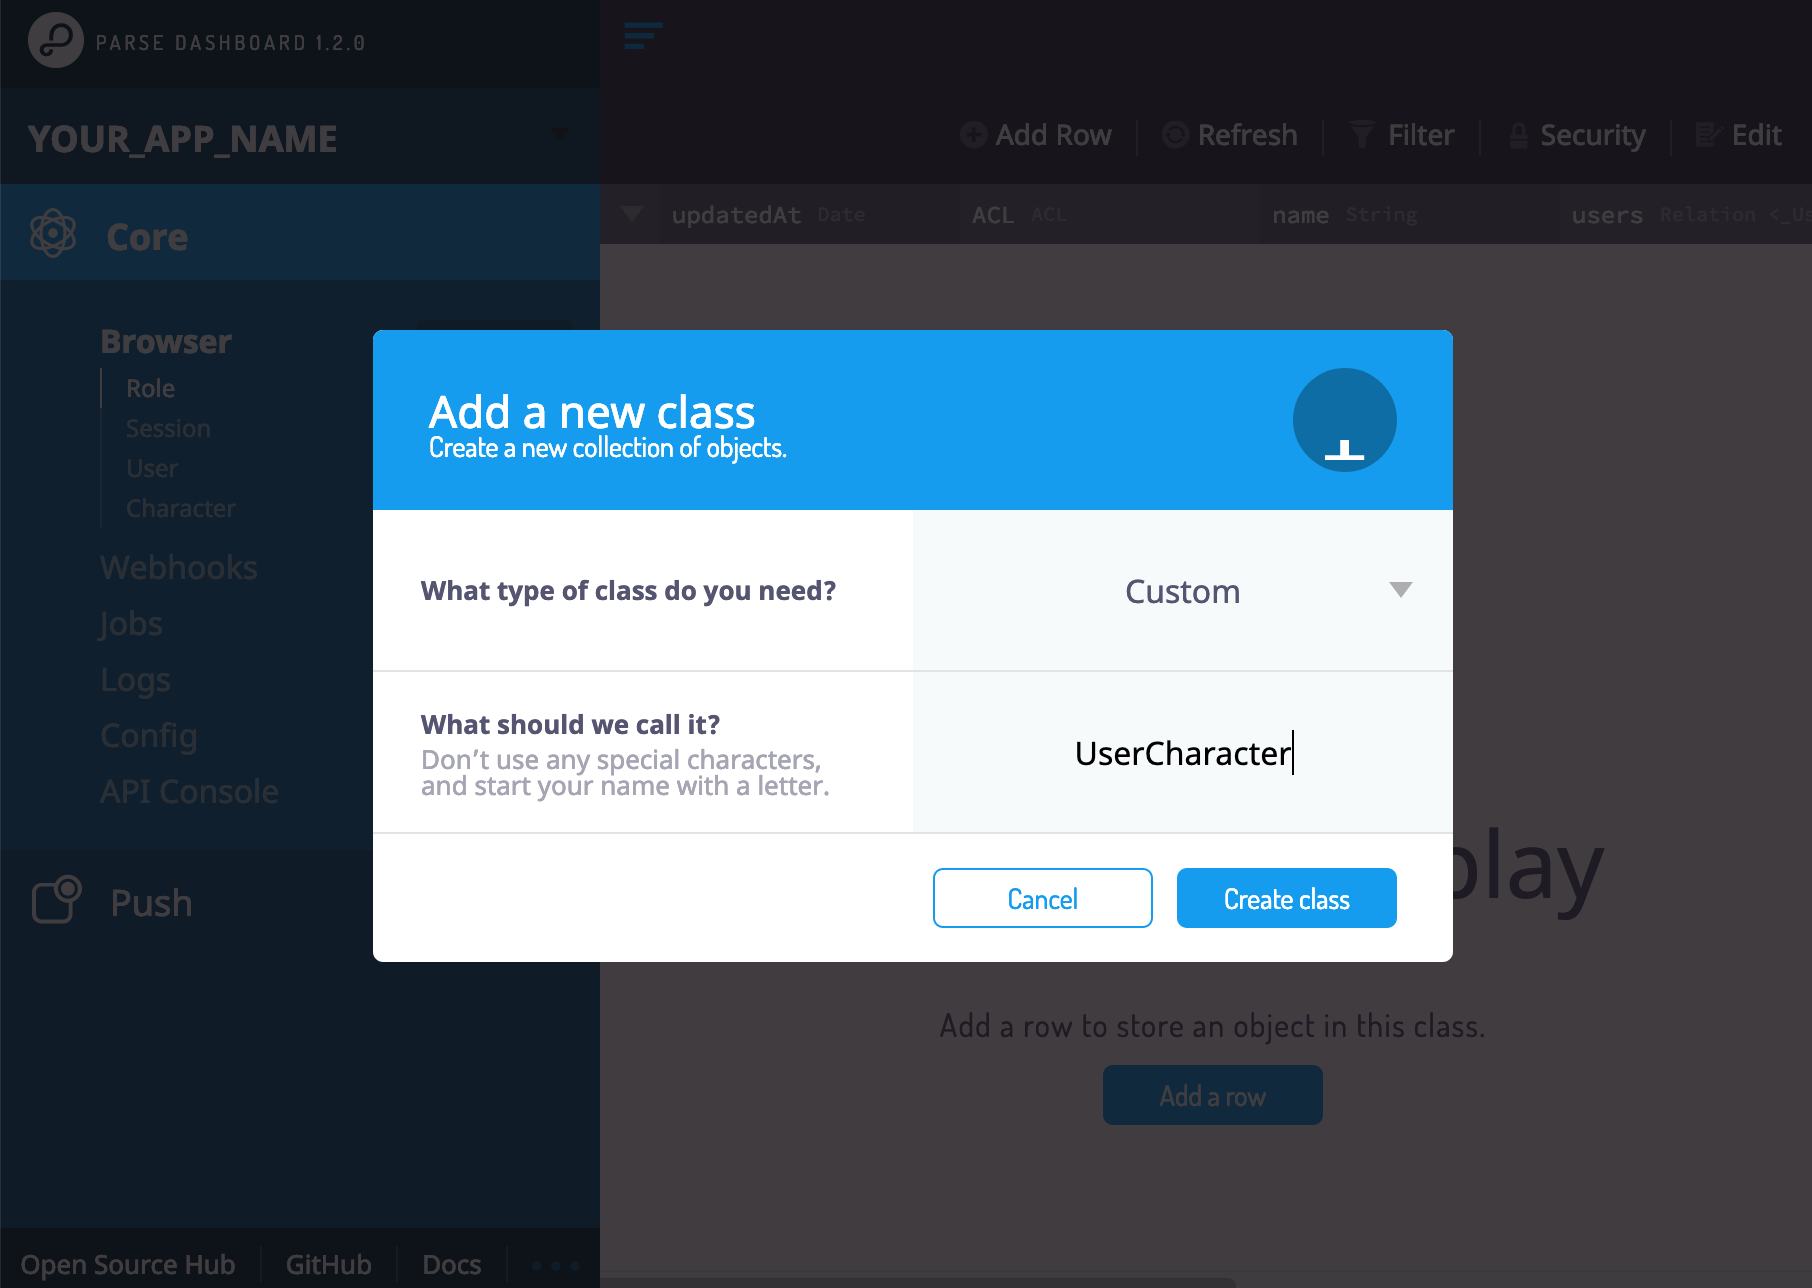 PARSE DASHBOARD 1.2.0
YOUR_APP_NAME
Core
Browser
Role
Session
User
Character
Webhooks
Jobs
Logs
Config
API Console
Push
Open Source Hub
GitHub
Docs
Add Row
Refresh
Filter
Security
Edit
updatedAt Date
ACL ACL
name String
users Relation <_Us
Add a new class
Create a new collection of objects.
What type of class do you need?
Custom
What should we call it?
Don't use any special characters,
and start your name with a letter.
UserCharacter
Cancel
Create class
play
Add a row to store an object in this class.
Add a row